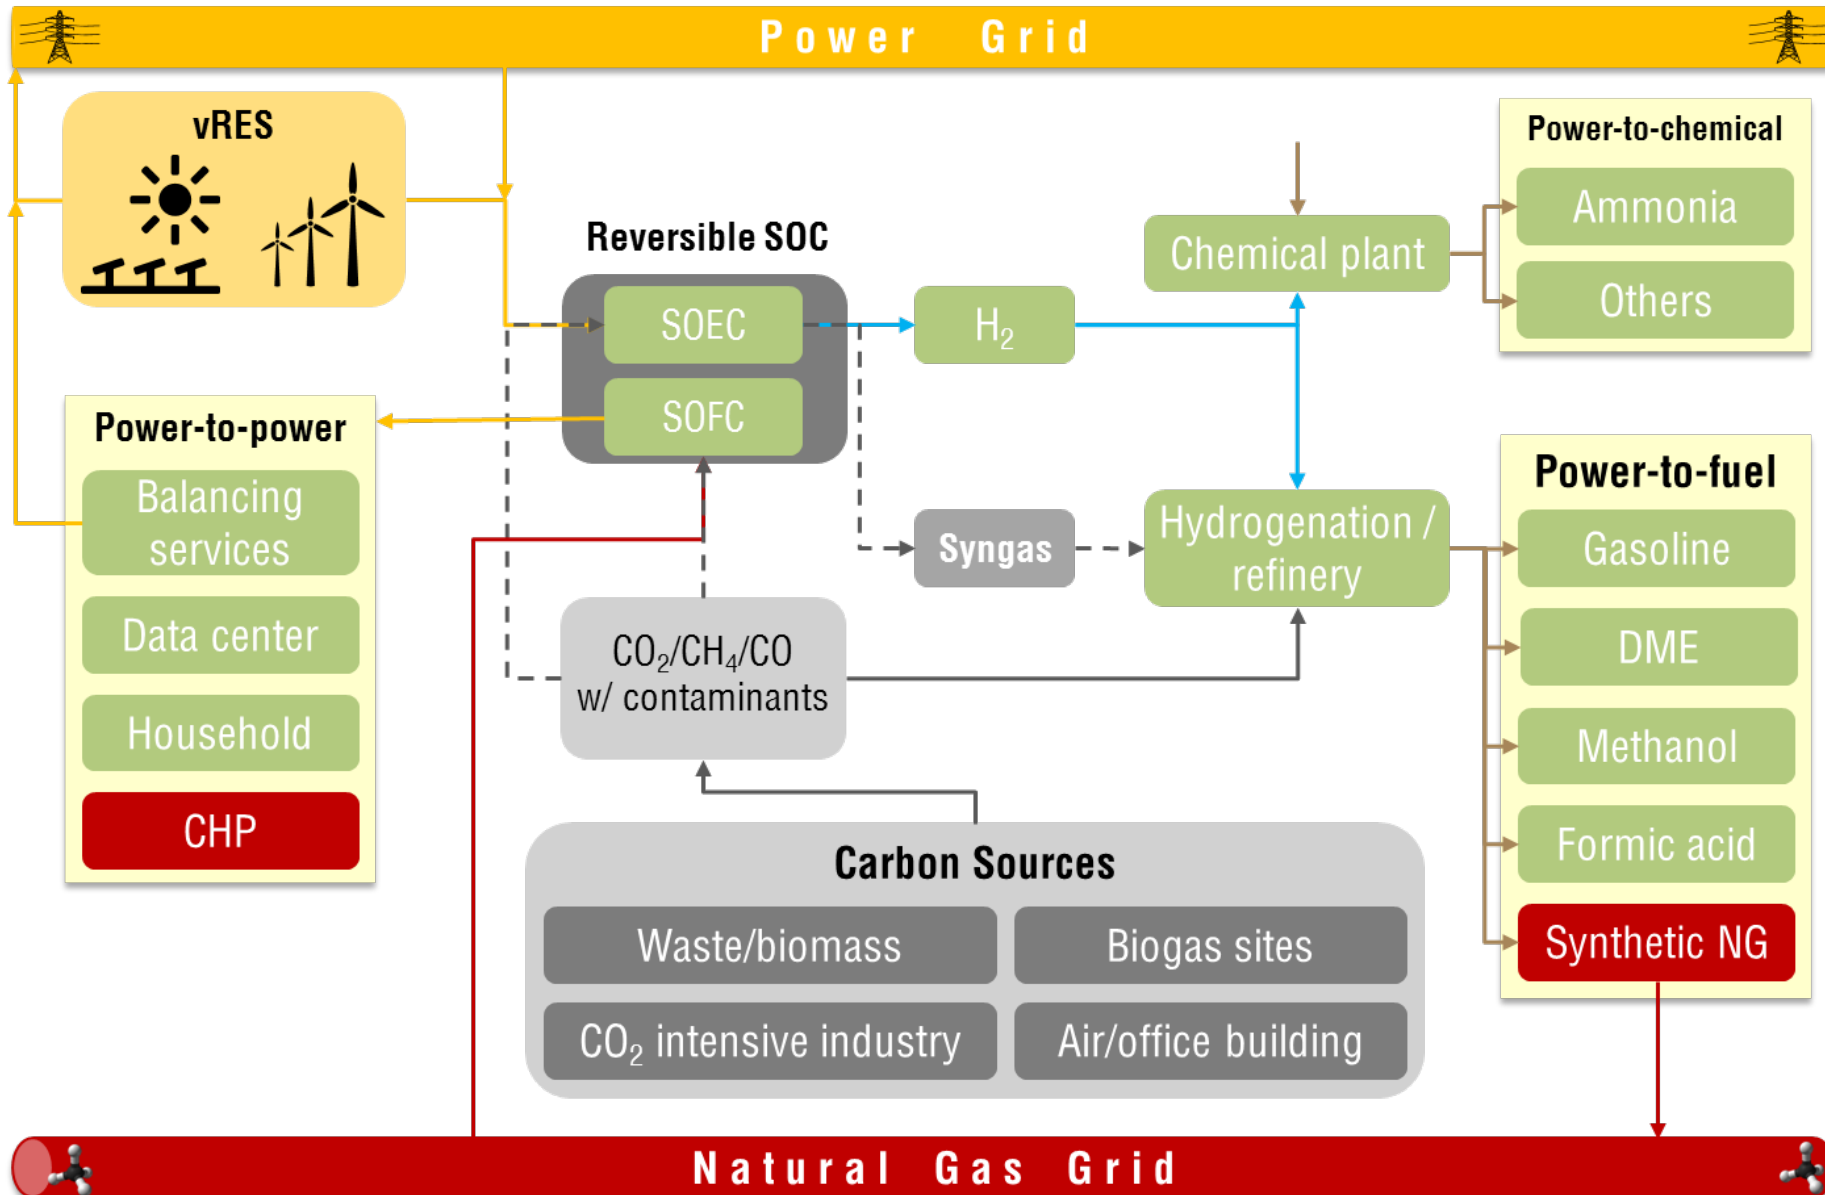 Power Grid
vRES
Reversible SOC
SOEC
SOFC
H₂
Chemical plant
Power-to-chemical
Ammonia
Others
Power-to-power
Balancing
services
Data center
Household
CHP
Syngas
Hydrogenation /
refinery
CO₂/CH₄/CO
w/ contaminants
Power-to-fuel
Gasoline
DME
Methanol
Formic acid
Synthetic NG
Carbon Sources
Waste/biomass
Biogas sites
CO₂ intensive industry
Air/office building
Natural Gas Grid